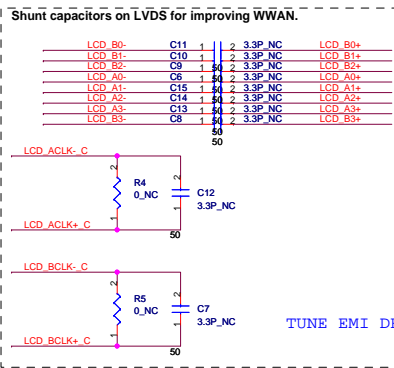 Shunt capacitors on LVDS for improving WWAN.
LCD_B0- C11 1 2 3.3P_NC LCD_B0+
LCD_B1- C10 1 2 3.3P_NC LCD_B1+
LCD_B2- C9 1 50 2 3.3P_NC LCD_B2+
LCD_A0- C6 1 50 2 3.3P_NC LCD_A0+
LCD_A1- C15 1 50 2 3.3P_NC LCD_A1+
LCD_A2- C14 1 50 2 3.3P_NC LCD_A2+
LCD_A3- C13 1 50 2 3.3P_NC LCD_A3+
LCD_B3- C8 1 50 2 3.3P_NC LCD_B3+
50
50
LCD_ACLK-_C
2 2
R4
0_NC C12
1 1 3.3P_NC
LCD_ACLK+_C
50
LCD_BCLK-_C
2 2
R5
0_NC C7
1 1 3.3P_NC
TUNE EMI
LCD_BCLK+_C
50